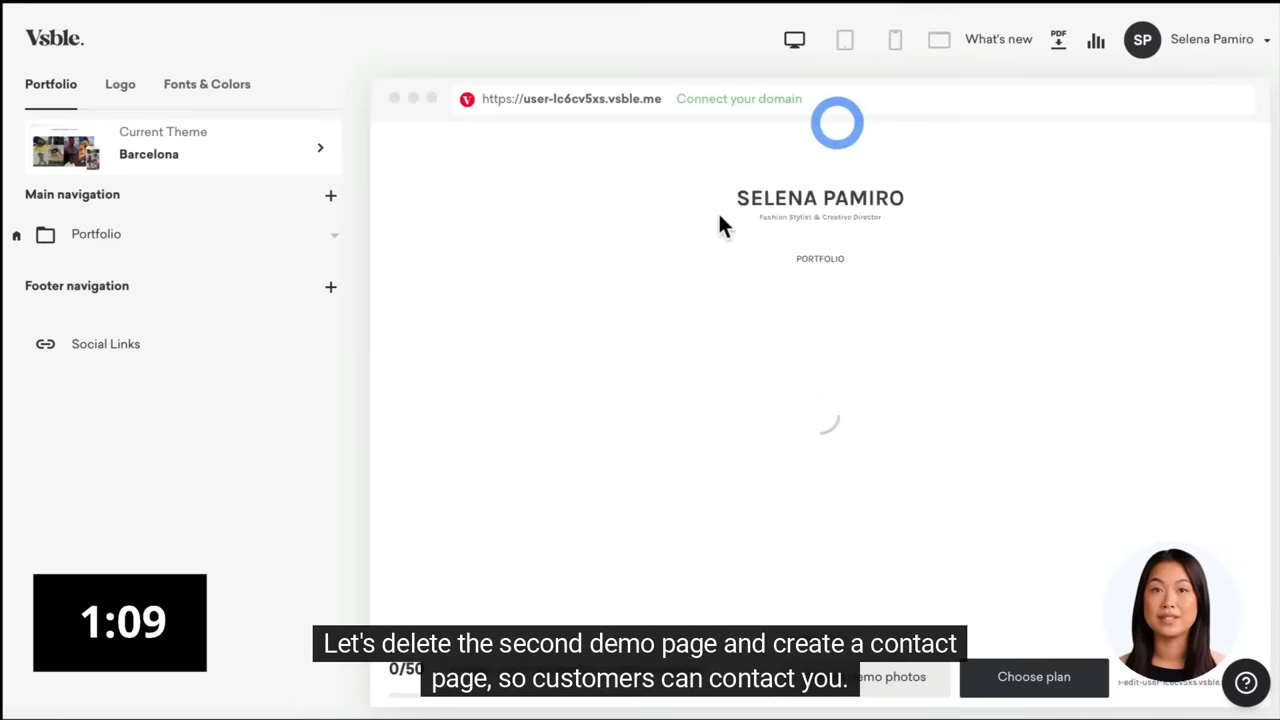 Vsble.
What's new
PDF
SP
Selena Pamiro
Portfolio
Logo
Fonts & Colors
https://user-lc6cv5xs.vsble.me
Connect your domain
Current Theme
Barcelona
Main navigation
Portfolio
Footer navigation
Social Links
SELENA PAMIRO
Fashion Stylist & Creative Director
PORTFOLIO
1:09
Let's delete the second demo page and create a contact
page, so customers can contact you.
0/50
photos
Choose plan